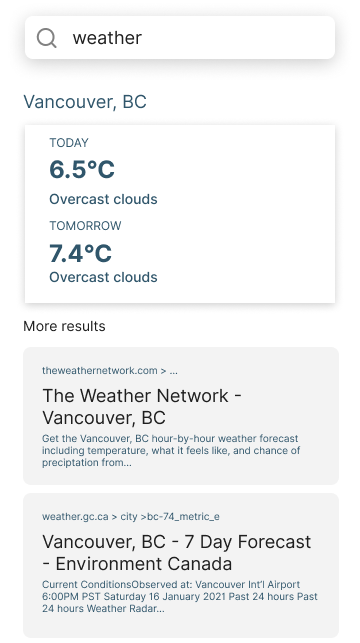 weather
Vancouver, BC
TODAY
6.5°C
Overcast clouds
TOMORROW
7.4°C
Overcast clouds
More results
theweathernetwork.com > ...
The Weather Network -
Vancouver, BC
Get the Vancouver, BC hour-by-hour weather forecast
including temperature, what it feels like, and chance of
preciptation from...
weather.gc.ca > city >bc-74_metric_e
Vancouver, BC - 7 Day Forecast
- Environment Canada
Current ConditionsObserved at: Vancouver Int'l Airport
6:00PM PST Saturday 16 January 2021 Past 24 hours Past
24 hours Weather Radar...